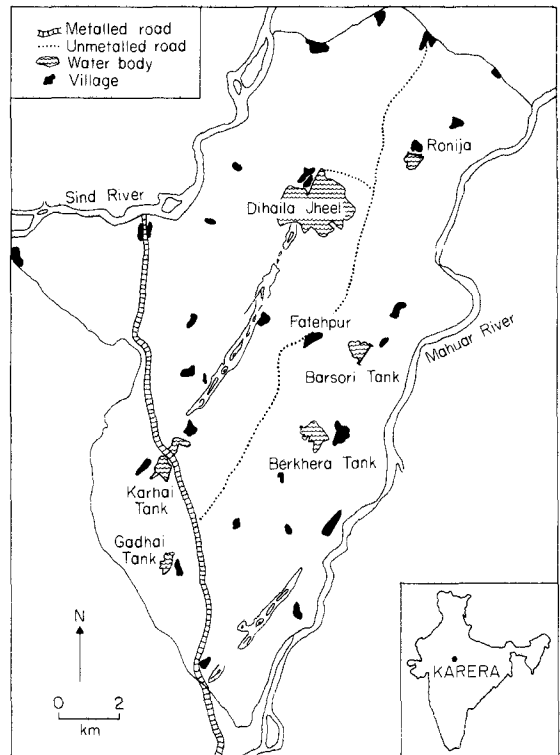 Metalled road
Unmetalled road
Water body
Village
Ronija
Sind River
Dihaila Jheel
Fatehpur
Mahuar River
Barsori Tank
Berkhera Tank
Karhai
Tank
Gadhai
Tank
N
0 2
km
KARERA